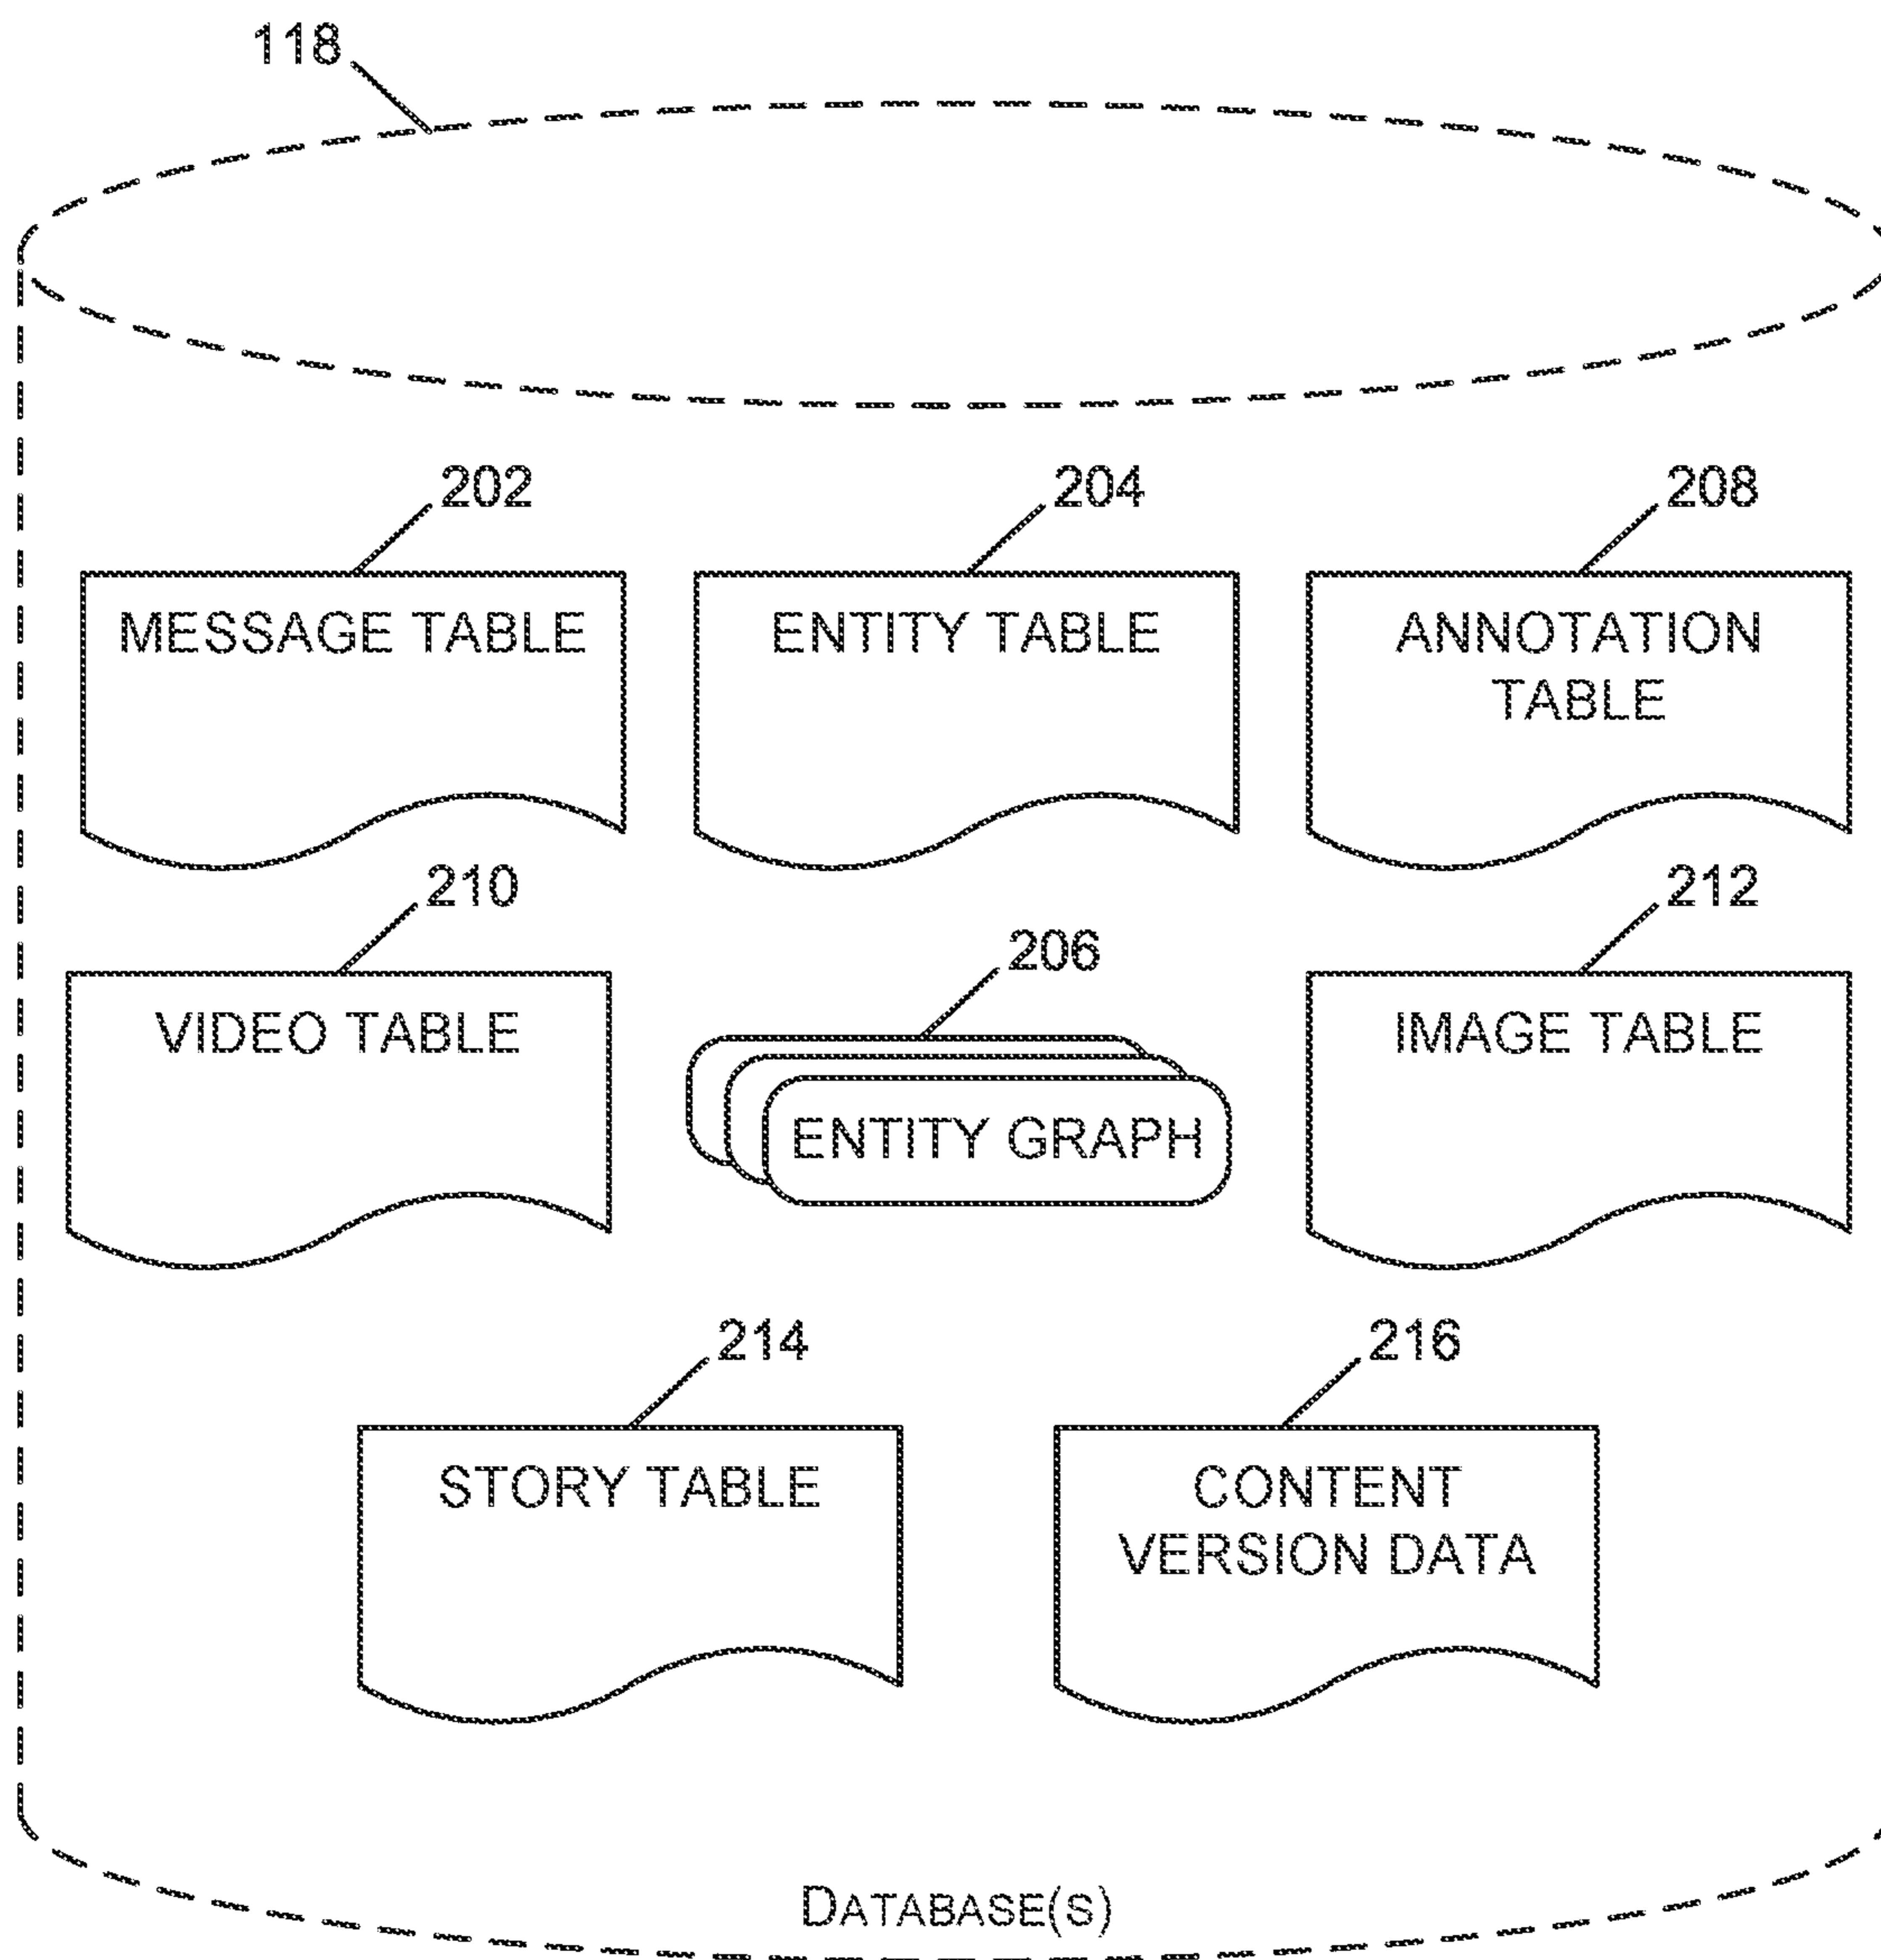 118
202
204
208
MESSAGE TABLE
ENTITY TABLE
ANNOTATION
TABLE
210
206
212
VIDEO TABLE
ENTITY GRAPH
IMAGE TABLE
214
216
STORY TABLE
CONTENT
VERSION DATA
DATABASE(S)